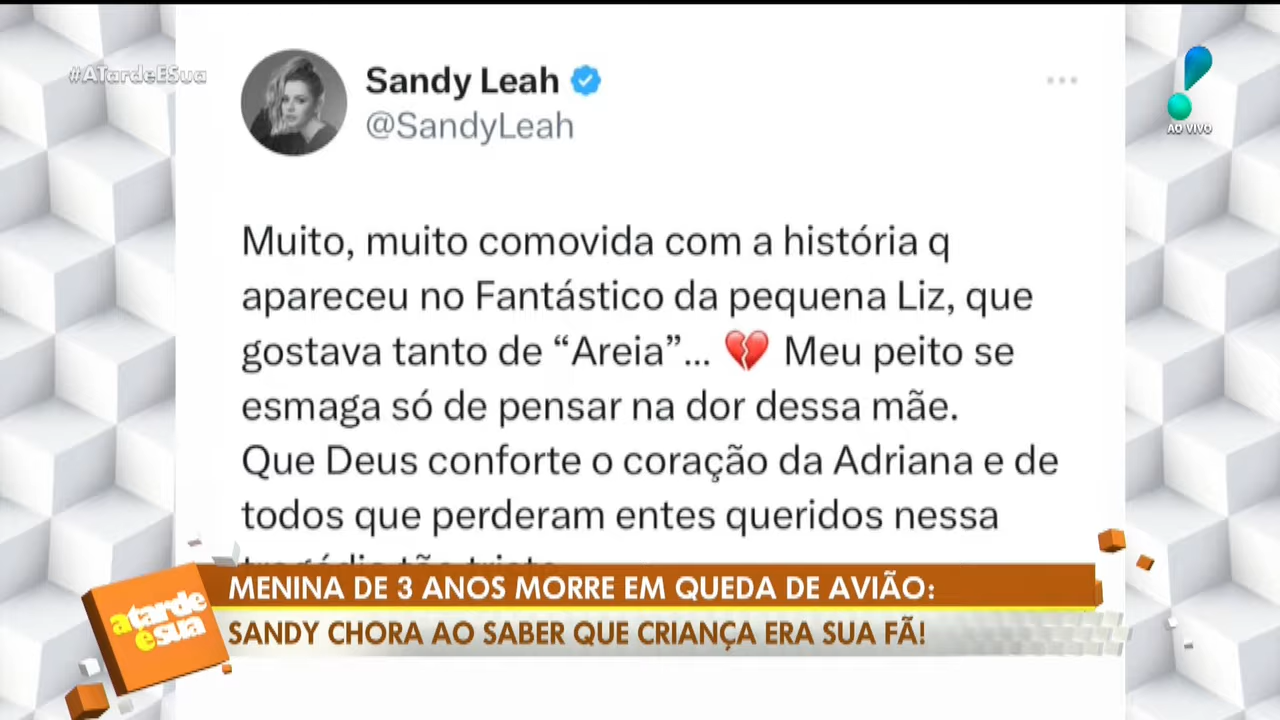 #ATardeESua
Sandy Leah
@SandyLeah
AO VIVO
Muito, muito comovida com a história q
apareceu no Fantástico da pequena Liz, que
gostava tanto de “Areia”... 💔 Meu peito se
esmaga só de pensar na dor dessa mãe.
Que Deus conforte o coração da Adriana e de
todos que perderam entes queridos nessa
MENINA DE 3 ANOS MORRE EM QUEDA DE AVIÃO:
SANDY CHORA AO SABER QUE CRIANÇA ERA SUA FÃ!
a tarde
é sua